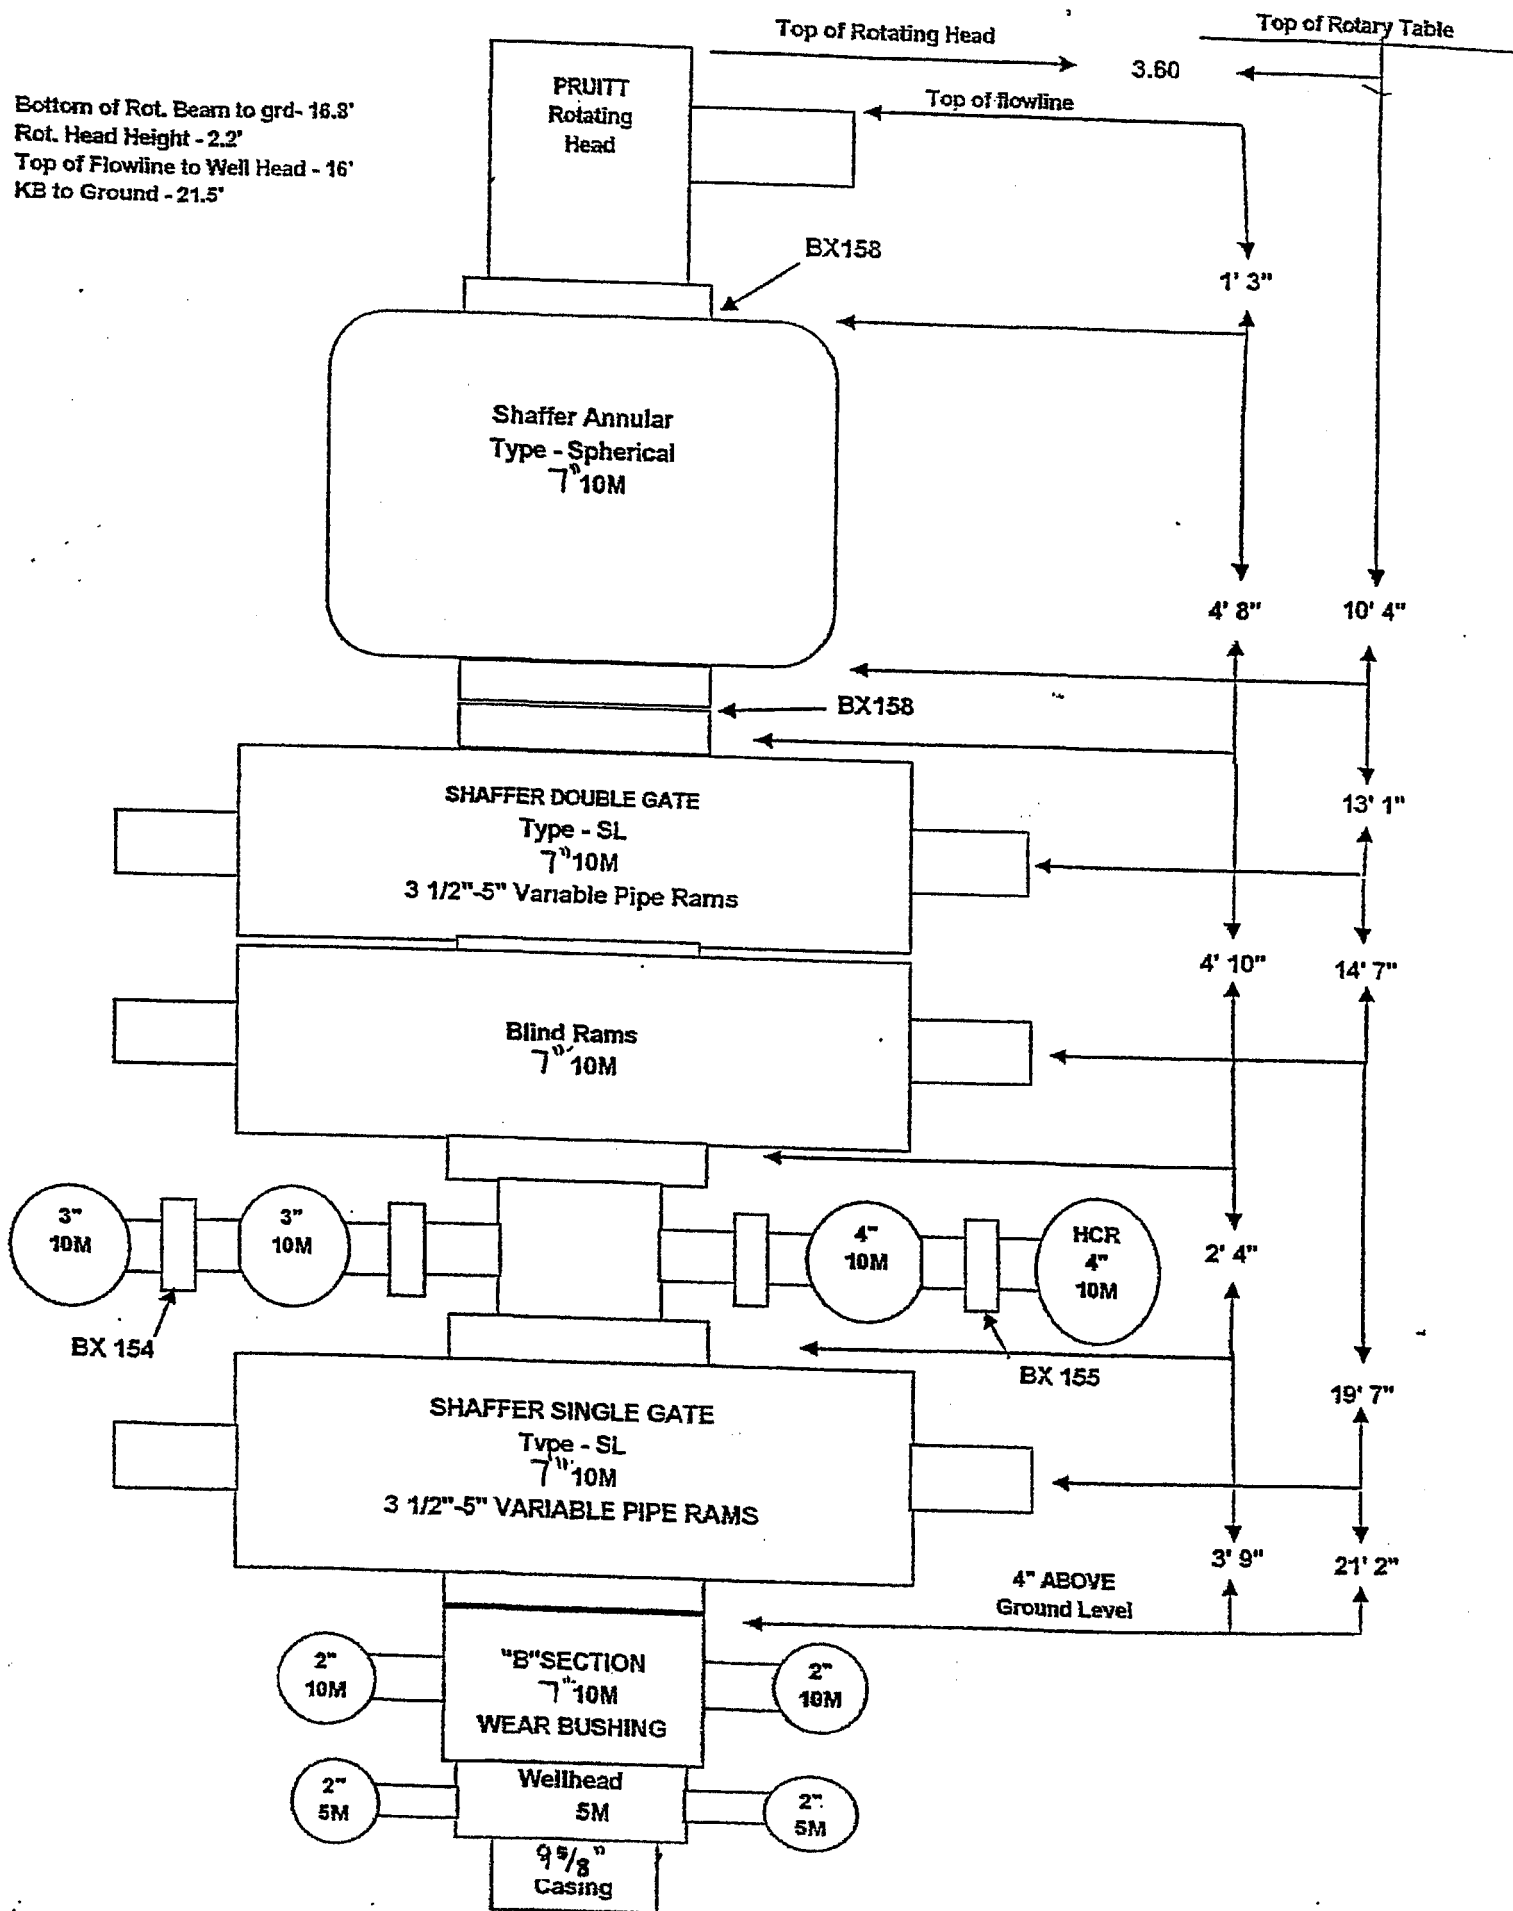 Top of Rotating Head
Top of Rotary Table
3.60
PRUITT
Rotating
Head
Top of flowline
Bottom of Rot. Beam to grd- 16.8'
Rot. Head Height - 2.2'
Top of Flowline to Well Head - 16'
KB to Ground - 21.5'
BX158
1' 3"
Shaffer Annular
Type - Spherical
7" 10M
4' 8"
10' 4"
BX158
SHAFFER DOUBLE GATE
Type - SL
7" 10M
3 1/2"-5" Variable Pipe Rams
13' 1"
4' 10"
14' 7"
Blind Rams
7" 10M
3"
10M
3"
10M
4"
10M
HCR
4"
10M
2' 4"
BX 154
BX 155
19' 7"
SHAFFER SINGLE GATE
Type - SL
7" 10M
3 1/2"-5" VARIABLE PIPE RAMS
3' 9"
21' 2"
4" ABOVE
Ground Level
2"
10M
"B"SECTION
7" 10M
WEAR BUSHING
2"
10M
2"
5M
Wellhead
5M
2"
5M
9 5/8"
Casing